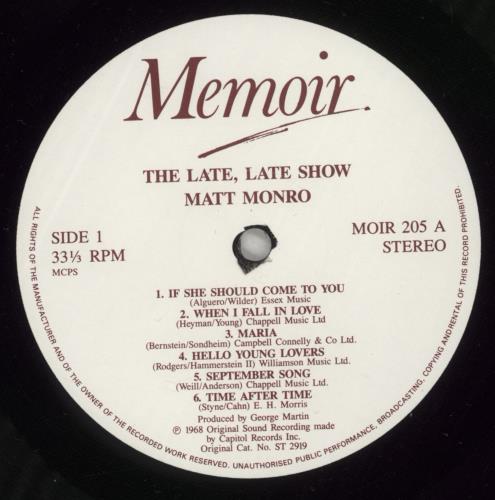 Memoir
THE LATE, LATE SHOW
MATT MONRO
SIDE 1
33⅓ RPM
MCPS
MOIR 205 A
STEREO
1. IF SHE SHOULD COME TO YOU
(Alguero/Wilder) Essex Music
2. WHEN I FALL IN LOVE
(Heyman/Young) Chappell Music Ltd
3. MARIA
(Bernstein/Sondheim) Campbell Connelly & Co. Ltd.
4. HELLO YOUNG LOVERS
(Rodgers/Hammerstein II) Williamson Music Ltd.
5. SEPTEMBER SONG
(Weill/Anderson) Chappell Music Ltd.
6. TIME AFTER TIME
(Styne/Cahn) E. H. Morris
Produced by George Martin
Ⓟ 1968 Original Sound Recording made
by Capitol Records Inc.
Original Cat. No. ST 2919
ALL RIGHTS OF THE MANUFACTURER AND OF THE OWNER OF THE RECORDED WORK RESERVED. UNAUTHORISED PUBLIC PERFORMANCE, BROADCASTING, COPYING AND RENTAL OF THIS RECORD PROHIBITED.